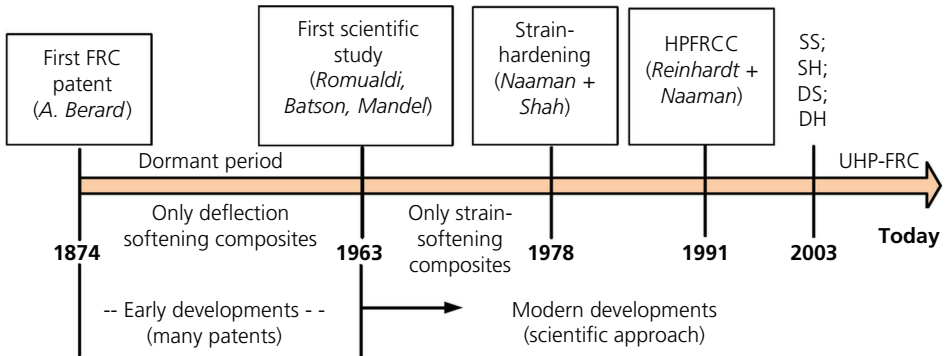 First FRC
patent
(A. Berard)
First scientific
study
(Romualdi,
Batson, Mandel)
Strain-
hardening
(Naaman +
Shah)
HPFRCC
(Reinhardt +
Naaman)
SS;
SH;
DS;
DH
Dormant period
UHP-FRC
Only deflection
softening composites
Only strain-
softening
composites
1874
1963
1978
1991
2003
Today
-- Early developments - -
(many patents)
Modern developments
(scientific approach)